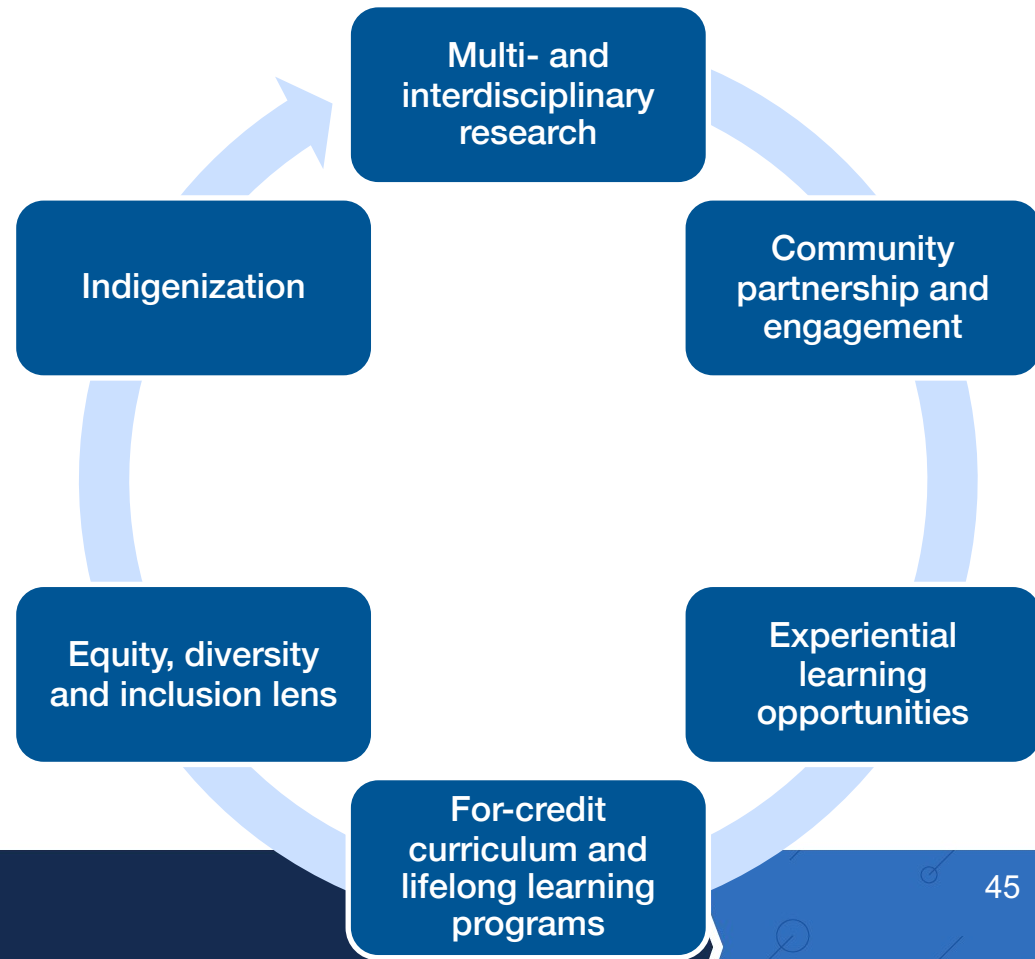 Multi- and
interdisciplinary
research
Community
partnership and
engagement
Experiential
learning
opportunities
For-credit
curriculum and
lifelong learning
programs
Equity, diversity
and inclusion lens
Indigenization
45